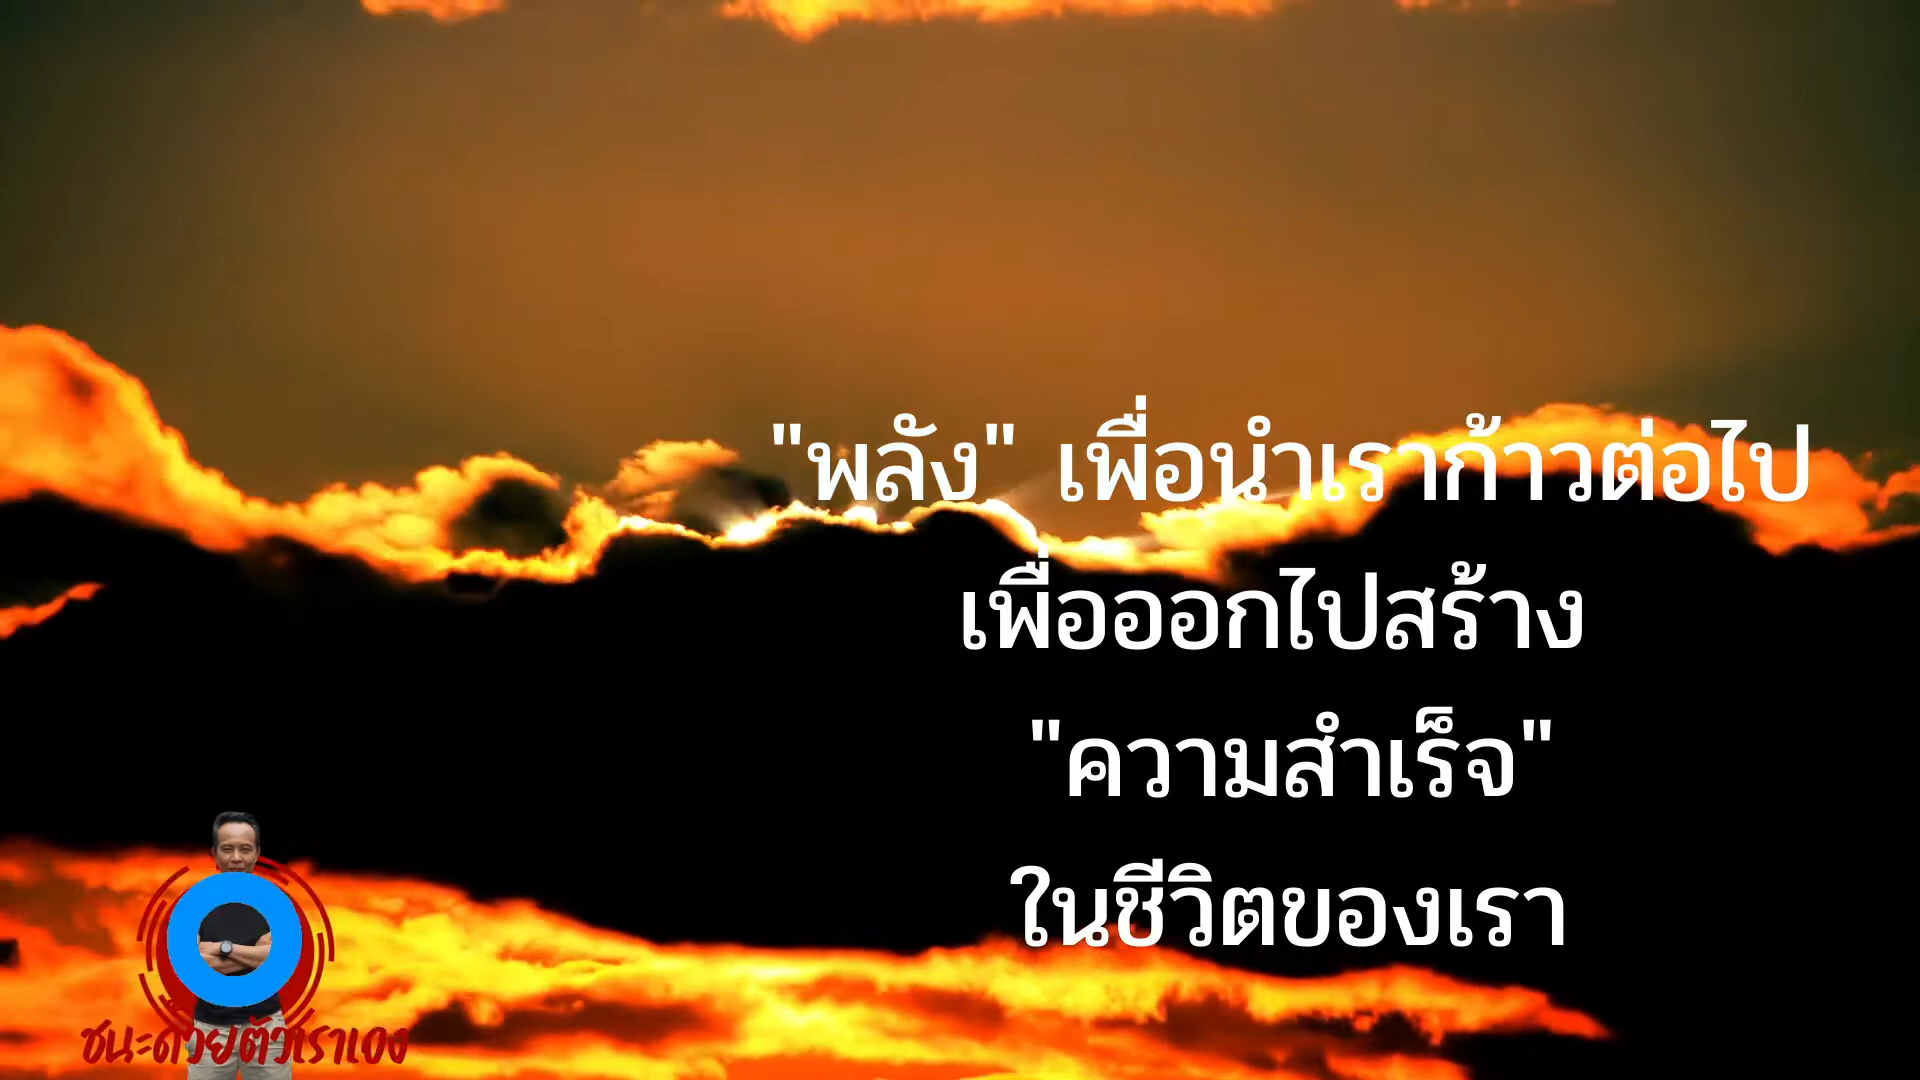 "พลัง" เพื่อนำเราก้าวต่อไป
เพื่อออกไปสร้าง
"ความสำเร็จ"
ในชีวิตของเรา
ชนะด้วยตัวเราเอง